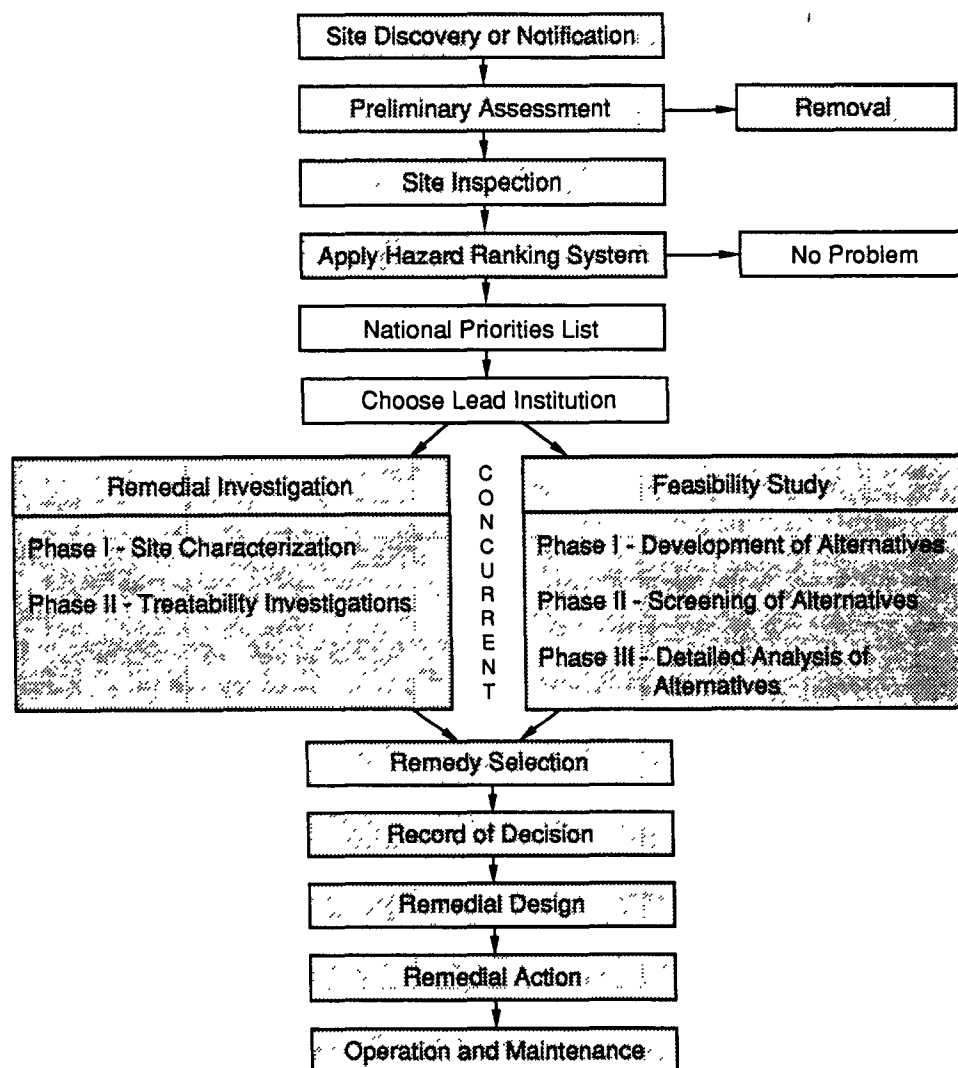 Site Discovery or Notification
Preliminary Assessment
Removal
Site Inspection
Apply Hazard Ranking System
No Problem
National Priorities List
Choose Lead Institution
Remedial Investigation
Phase I - Site Characterization
Phase II - Treatability Investigations
CONCURRENT
Feasibility Study
Phase I - Development of Alternatives
Phase II - Screening of Alternatives
Phase III - Detailed Analysis of
Alternatives
Remedy Selection
Record of Decision
Remedial Design
Remedial Action
Operation and Maintenance